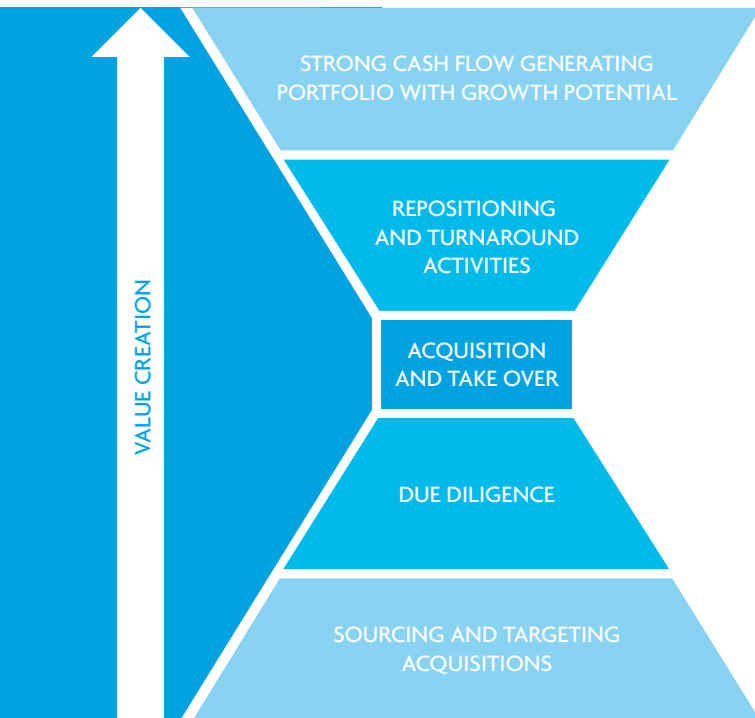 STRONG CASH FLOW GENERATING
PORTFOLIO WITH GROWTH POTENTIAL
REPOSITIONING
AND TURNAROUND
ACTIVITIES
VALUE CREATION
ACQUISITION
AND TAKE OVER
DUE DILIGENCE
SOURCING AND TARGETING
ACQUISITIONS